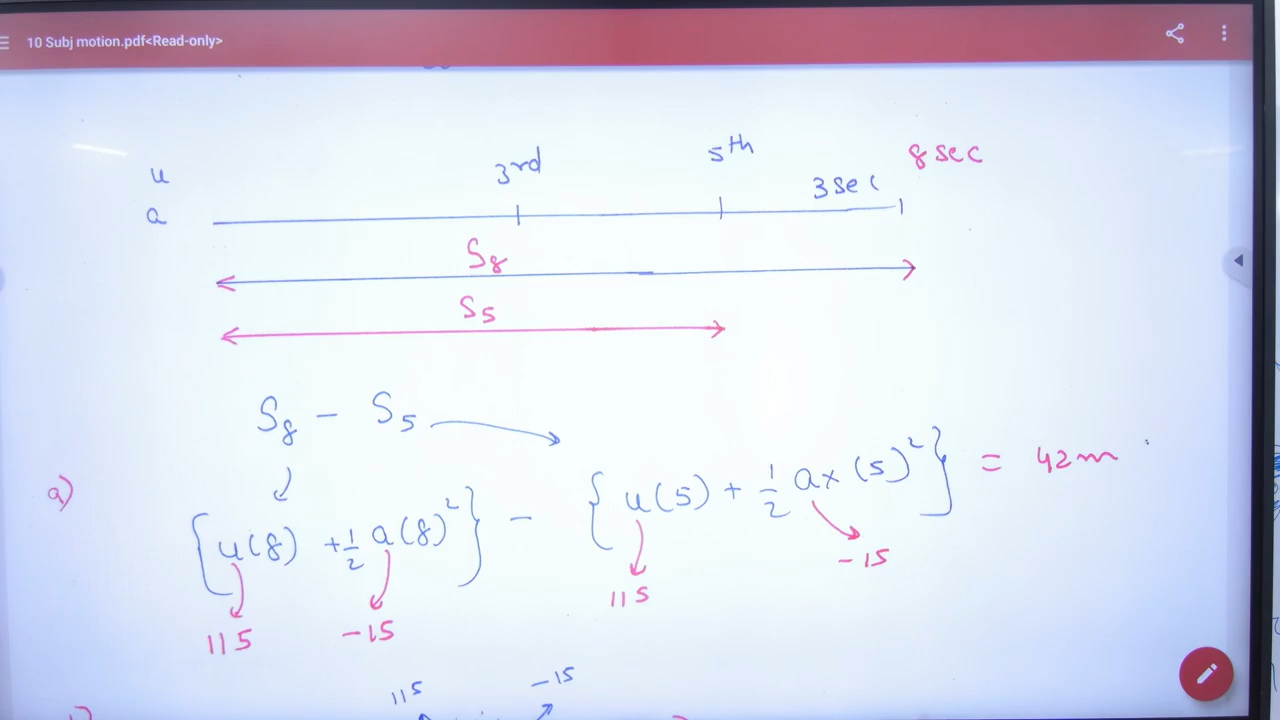 10 Subj motion.pdf<Read-only>
u
3rd
5th
8 sec
a
3 sec
S8
S5
S8 - S5
a)
{u(8) + 1/2 a(8)²} - {u(5) + 1/2 a× (5)²} = 42m
115
-15
115
-15
115
-15